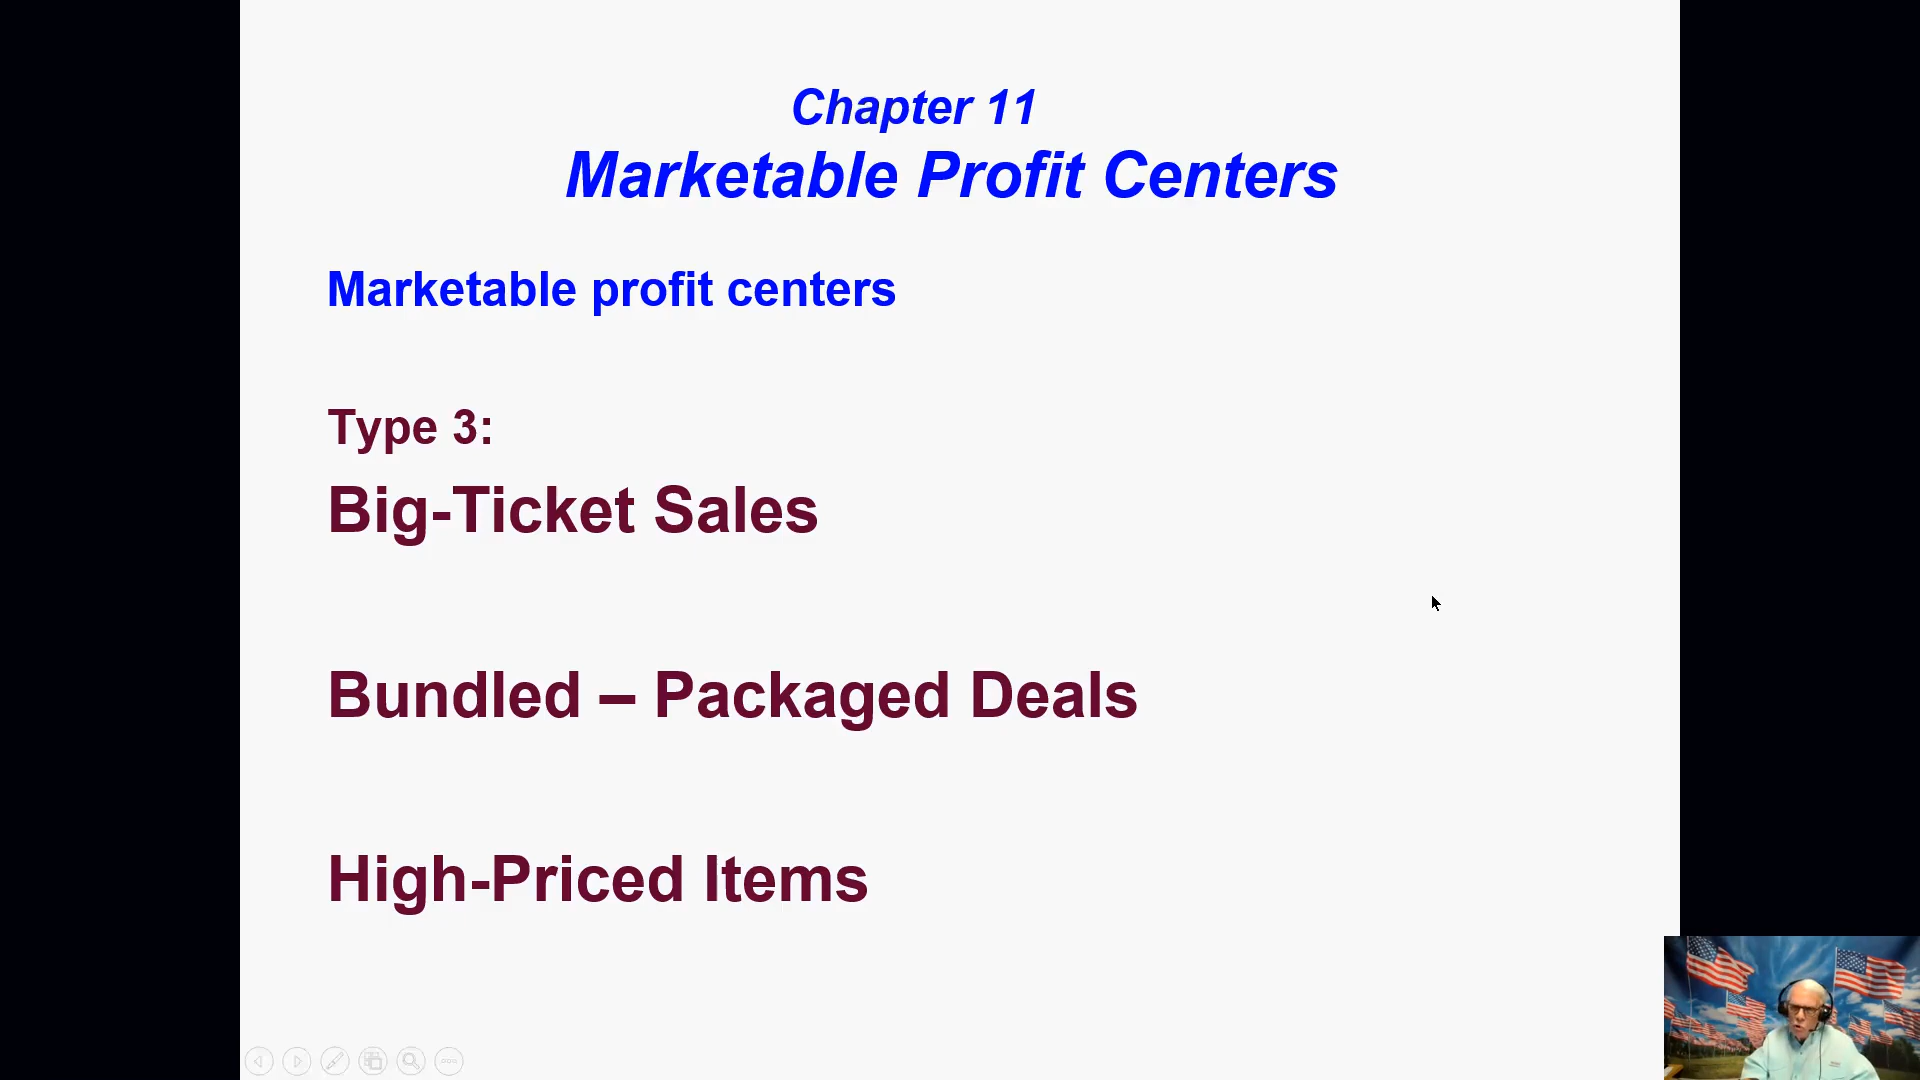 Chapter 11
Marketable Profit Centers
Marketable profit centers
Type 3:
Big-Ticket Sales
Bundled – Packaged Deals
High-Priced Items